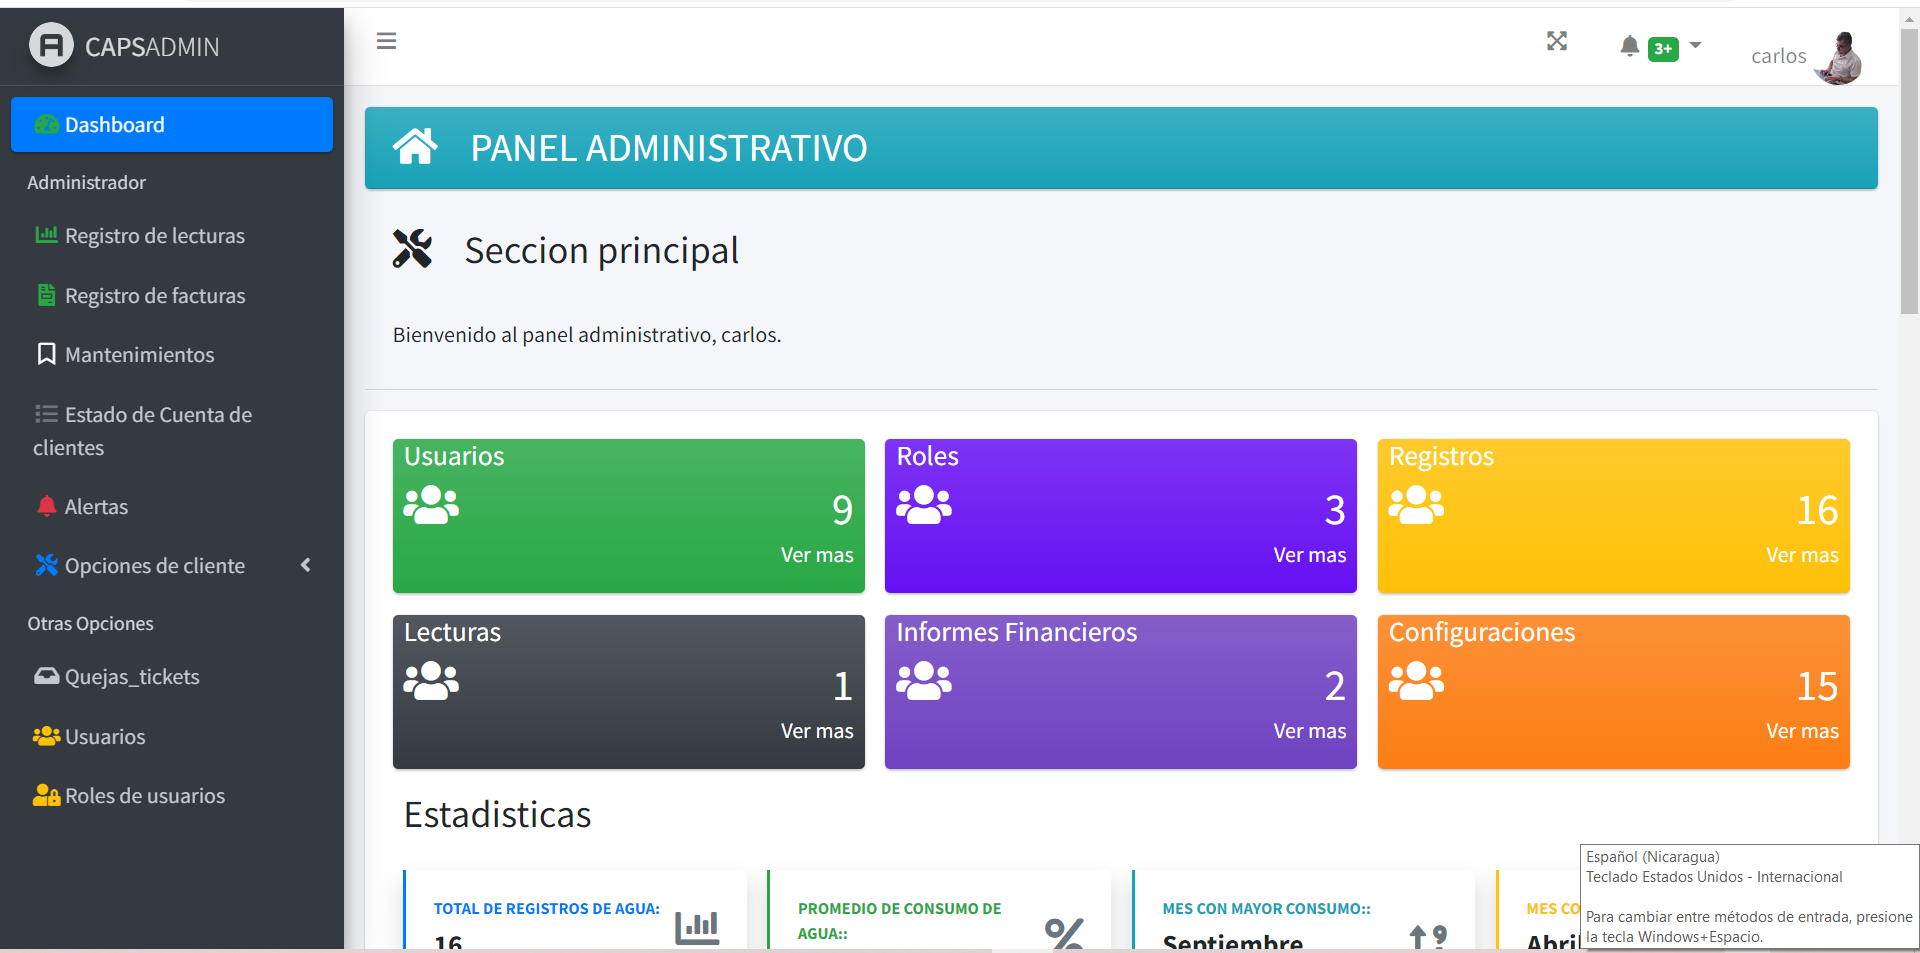 CAPSADMIN
3+
carlos
Dashboard
Administrador
Registro de lecturas
Registro de facturas
Mantenimientos
Estado de Cuenta de
clientes
Alertas
Opciones de cliente
Otras Opciones
Quejas_tickets
Usuarios
Roles de usuarios
PANEL ADMINISTRATIVO
Seccion principal
Bienvenido al panel administrativo, carlos.
Usuarios
9
Ver mas
Roles
3
Ver mas
Registros
16
Ver mas
Lecturas
1
Ver mas
Informes Financieros
2
Ver mas
Configuraciones
15
Ver mas
Estadisticas
TOTAL DE REGISTROS DE AGUA:
16
PROMEDIO DE CONSUMO DE
AGUA::
MES CON MAYOR CONSUMO::
Septiembre
MES CO
Abril
Español (Nicaragua)
Teclado Estados Unidos - Internacional
Para cambiar entre métodos de entrada, presione
la tecla Windows+Espacio.